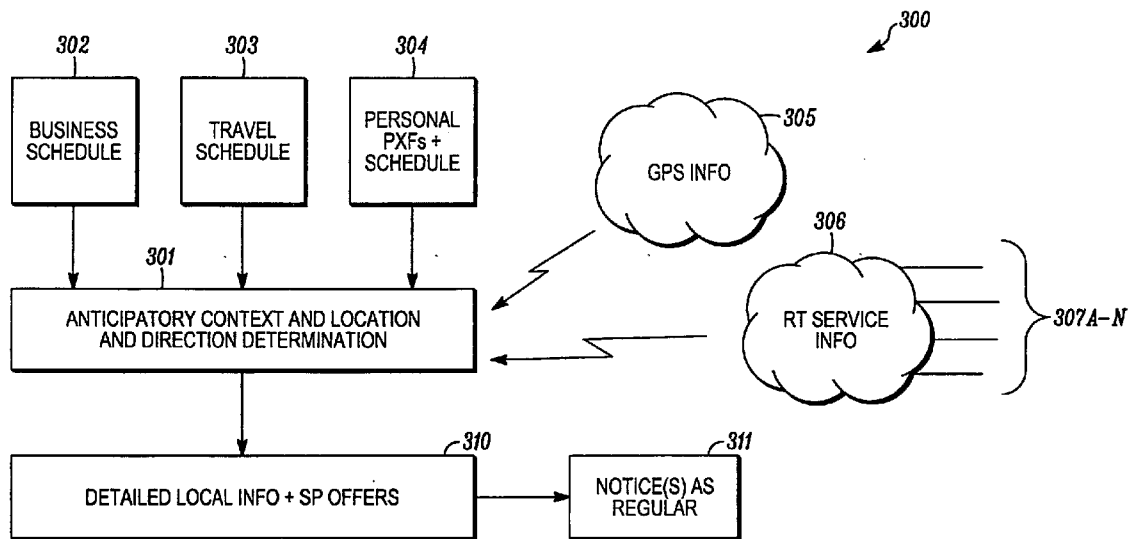 300
302
303
304
BUSINESS
SCHEDULE
TRAVEL
SCHEDULE
PERSONAL
PXFs +
SCHEDULE
305
GPS INFO
306
RT SERVICE
INFO
307A-N
301
ANTICIPATORY CONTEXT AND LOCATION
AND DIRECTION DETERMINATION
310
DETAILED LOCAL INFO + SP OFFERS
311
NOTICE(S) AS
REGULAR